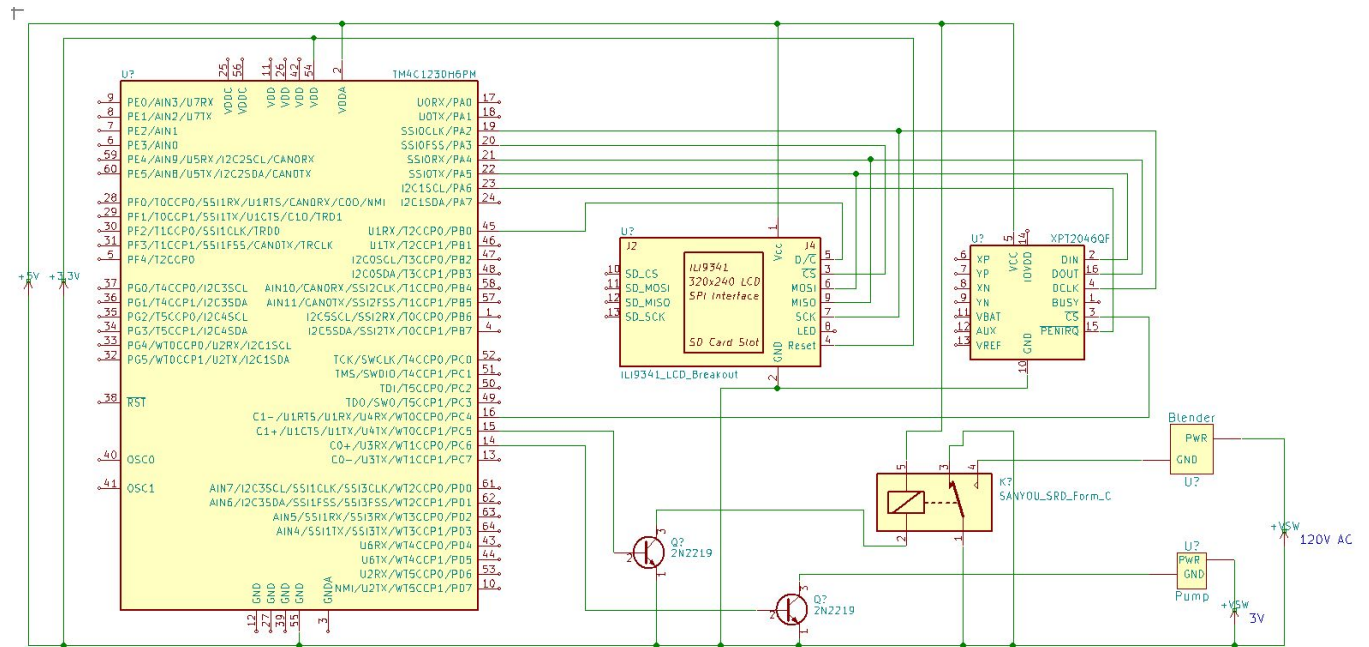 U?
TM4C1230H6PM
25
56
11
26
42
54
2
VDDC
VDD
VDD
VDD
VDD
VDDA
9 PE0/AIN3/U7RX
8 PE1/AIN2/U7TX
7 PE2/AIN1
6 PE3/AIN0
59 PE4/AIN9/U5RX/I2C2SCL/CAN0RX
60 PE5/AIN8/U5TX/I2C2SDA/CAN0TX
28 PF0/T0CCP0/SSI1RX/U1RTS/CAN0RX/C0O/NMI
29 PF1/T0CCP1/SSI1TX/U1CTS/C1O/TRD1
30 PF2/T1CCP0/SSI1CLK/TRD0
31 PF3/T1CCP1/SSI1FSS/CAN0TX/TRCLK
5 PF4/T2CCP0
37 PG0/T4CCP0/I2C3SCL
36 PG1/T4CCP1/I2C3SDA
35 PG2/T5CCP0/I2C4SCL
34 PG3/T5CCP1/I2C4SDA
33 PG4/WT0CCP0/U2RX/I2C1SCL
32 PG5/WT0CCP1/U2TX/I2C1SDA
38 RST
40 OSC0
41 OSC1
U0RX/PA0 17
U0TX/PA1 18
SSI0CLK/PA2 19
SSI0FSS/PA3 20
SSI0RX/PA4 21
SSI0TX/PA5 22
I2C1SCL/PA6 23
I2C1SDA/PA7 24
U1RX/T2CCP0/PB0 45
U1TX/T2CCP1/PB1 46
I2C0SCL/T3CCP0/PB2 47
I2C0SDA/T3CCP1/PB3 48
AIN10/CAN0RX/SSI2CLK/T1CCP0/PB4 58
AIN11/CAN0TX/SSI2FSS/T1CCP1/PB5 57
I2C5SCL/SSI2RX/T0CCP0/PB6 1
I2C5SDA/SSI2TX/T0CCP1/PB7 4
TCK/SWCLK/T4CCP0/PC0 52
TMS/SWDIO/T4CCP1/PC1 51
TDI/T5CCP0/PC2 50
TDO/SWO/T5CCP1/PC3 49
C1-/U1RTS/U1RX/U4RX/WT0CCP0/PC4 16
C1+/U1CTS/U1TX/U4TX/WT0CCP1/PC5 15
C0+/U3RX/WT1CCP0/PC6 14
C0-/U3TX/WT1CCP1/PC7 13
AIN7/I2C3SCL/SSI1CLK/SSI3CLK/WT2CCP0/PD0 61
AIN6/I2C3SDA/SSI1FSS/SSI3FSS/WT2CCP1/PD1 62
AIN5/SSI1RX/SSI3RX/WT3CCP0/PD2 63
AIN4/SSI1TX/SSI3TX/WT3CCP1/PD3 64
U6RX/WT4CCP0/PD4 43
U6TX/WT4CCP1/PD5 44
U2RX/WT5CCP0/PD6 53
NMI/U2TX/WT5CCP1/PD7 10
GND
GND
GND
GND
GNDA
12
27
39
55
3
+5V
+3.3V
U?
J2
J4
1
Vcc
ILI9341
320x240 LCD
SPI Interface
SD Card Slot
10 SD_CS
11 SD_MOSI
12 SD_MISO
13 SD_SCK
D/C 5
CS 3
MOSI 6
MISO 9
SCK 7
LED 8
Reset 4
GND
2
ILI9341_LCD_Breakout
U?
XPT2046QF
5
14
VCC
IOVDD
6 XP
7 YP
8 XN
9 YN
11 VBAT
12 AUX
13 VREF
DIN 2
DOUT 16
DCLK 4
BUSY 1
CS 3
PENIRQ 15
GND
10
5
3
4
2
1
K?
SANYOU_SRD_Form_C
Blender
PWR
GND
U?
+VSW
120V AC
U?
PWR
GND
Pump
+VSW
3V
Q?
2N2219
3
2
1
Q?
2N2219
3
2
1